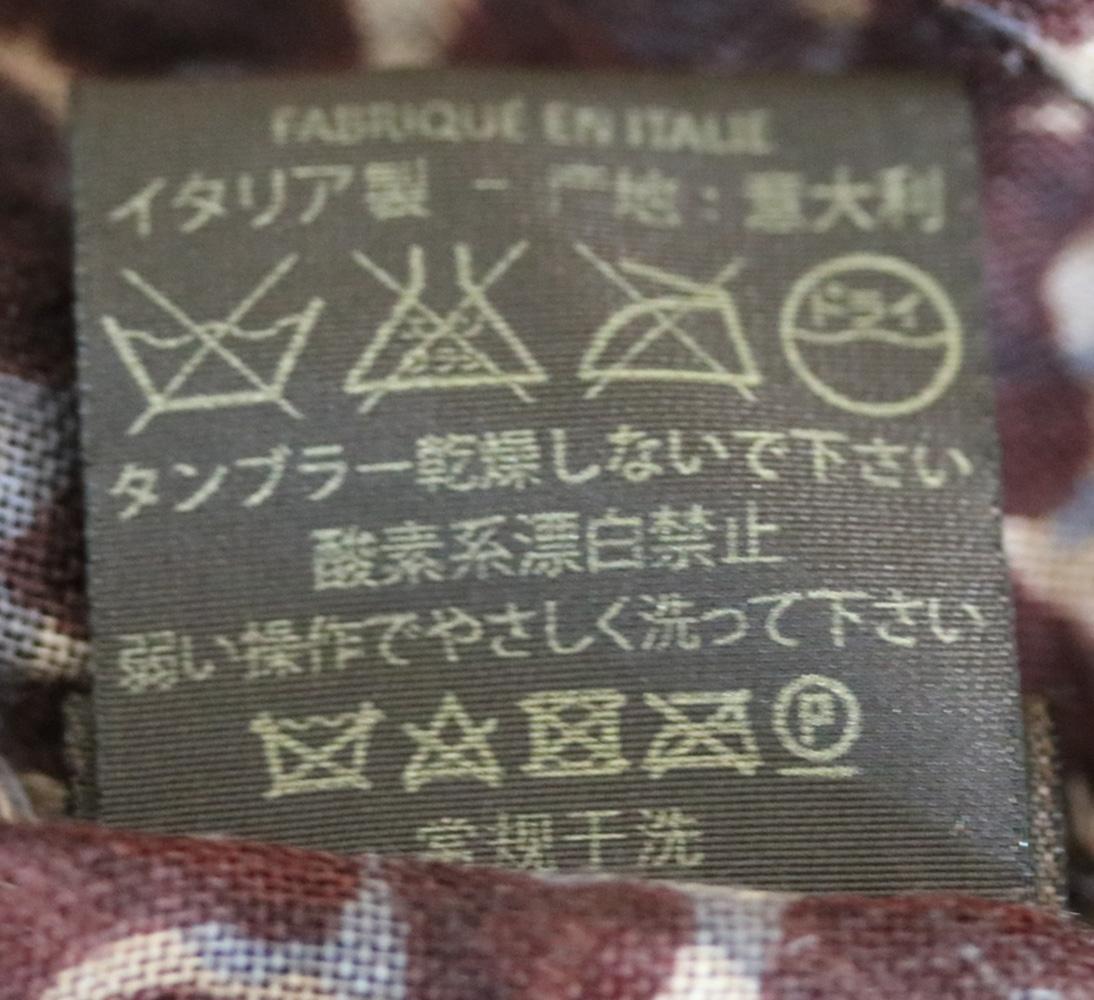 FABRIQUÉ EN ITALIE
イタリア製 - 产地：意大利
ドライ
タンブラー乾燥しないで下さい
酸素系漂白禁止
弱い操作でやさしく洗って下さい
常规干洗